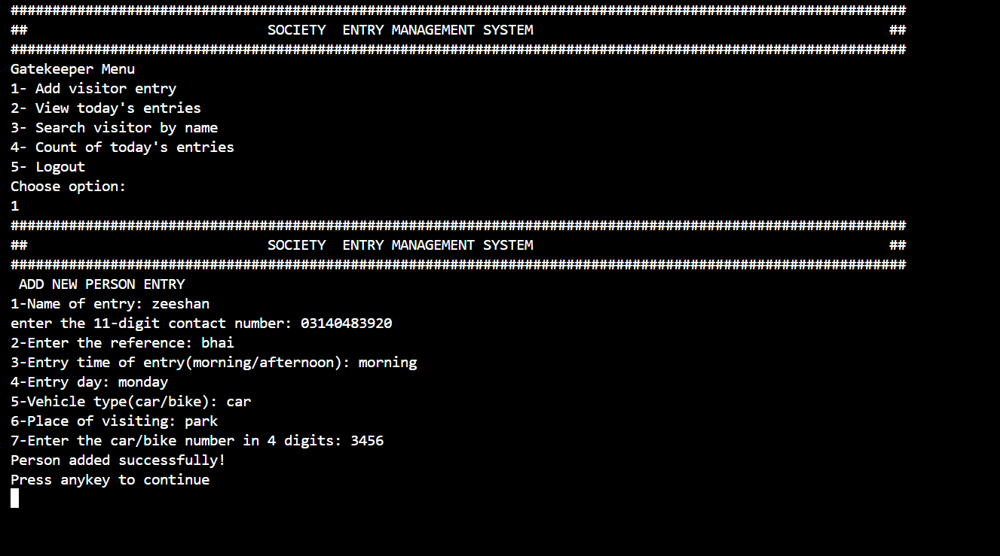 ############################################################################################################
##                             SOCIETY  ENTRY MANAGEMENT SYSTEM                                           ##
############################################################################################################
Gatekeeper Menu
1- Add visitor entry
2- View today's entries
3- Search visitor by name
4- Count of today's entries
5- Logout
Choose option:
1
############################################################################################################
##                             SOCIETY  ENTRY MANAGEMENT SYSTEM                                           ##
############################################################################################################
 ADD NEW PERSON ENTRY
1-Name of entry: zeeshan
enter the 11-digit contact number: 03140483920
2-Enter the reference: bhai
3-Entry time of entry(morning/afternoon): morning
4-Entry day: monday
5-Vehicle type(car/bike): car
6-Place of visiting: park
7-Enter the car/bike number in 4 digits: 3456
Person added successfully!
Press anykey to continue